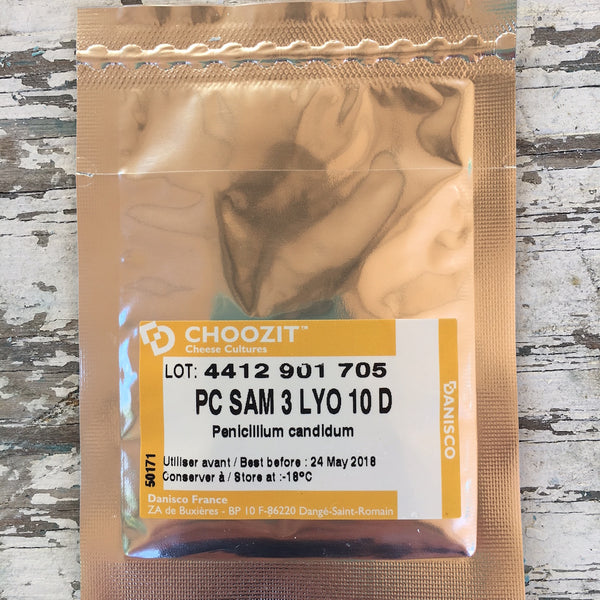 CHOOZIT™
Cheese Cultures
LOT: 4412 901 705
PC SAM 3 LYO 10 D
Penicillium candidum
Utiliser avant / Best before : 24 May 2018
Conserver à / Store at :-18°C
50171
Danisco France
ZA de Buxières - BP 10 F-86220 Dangé-Saint-Romain
DANISCO